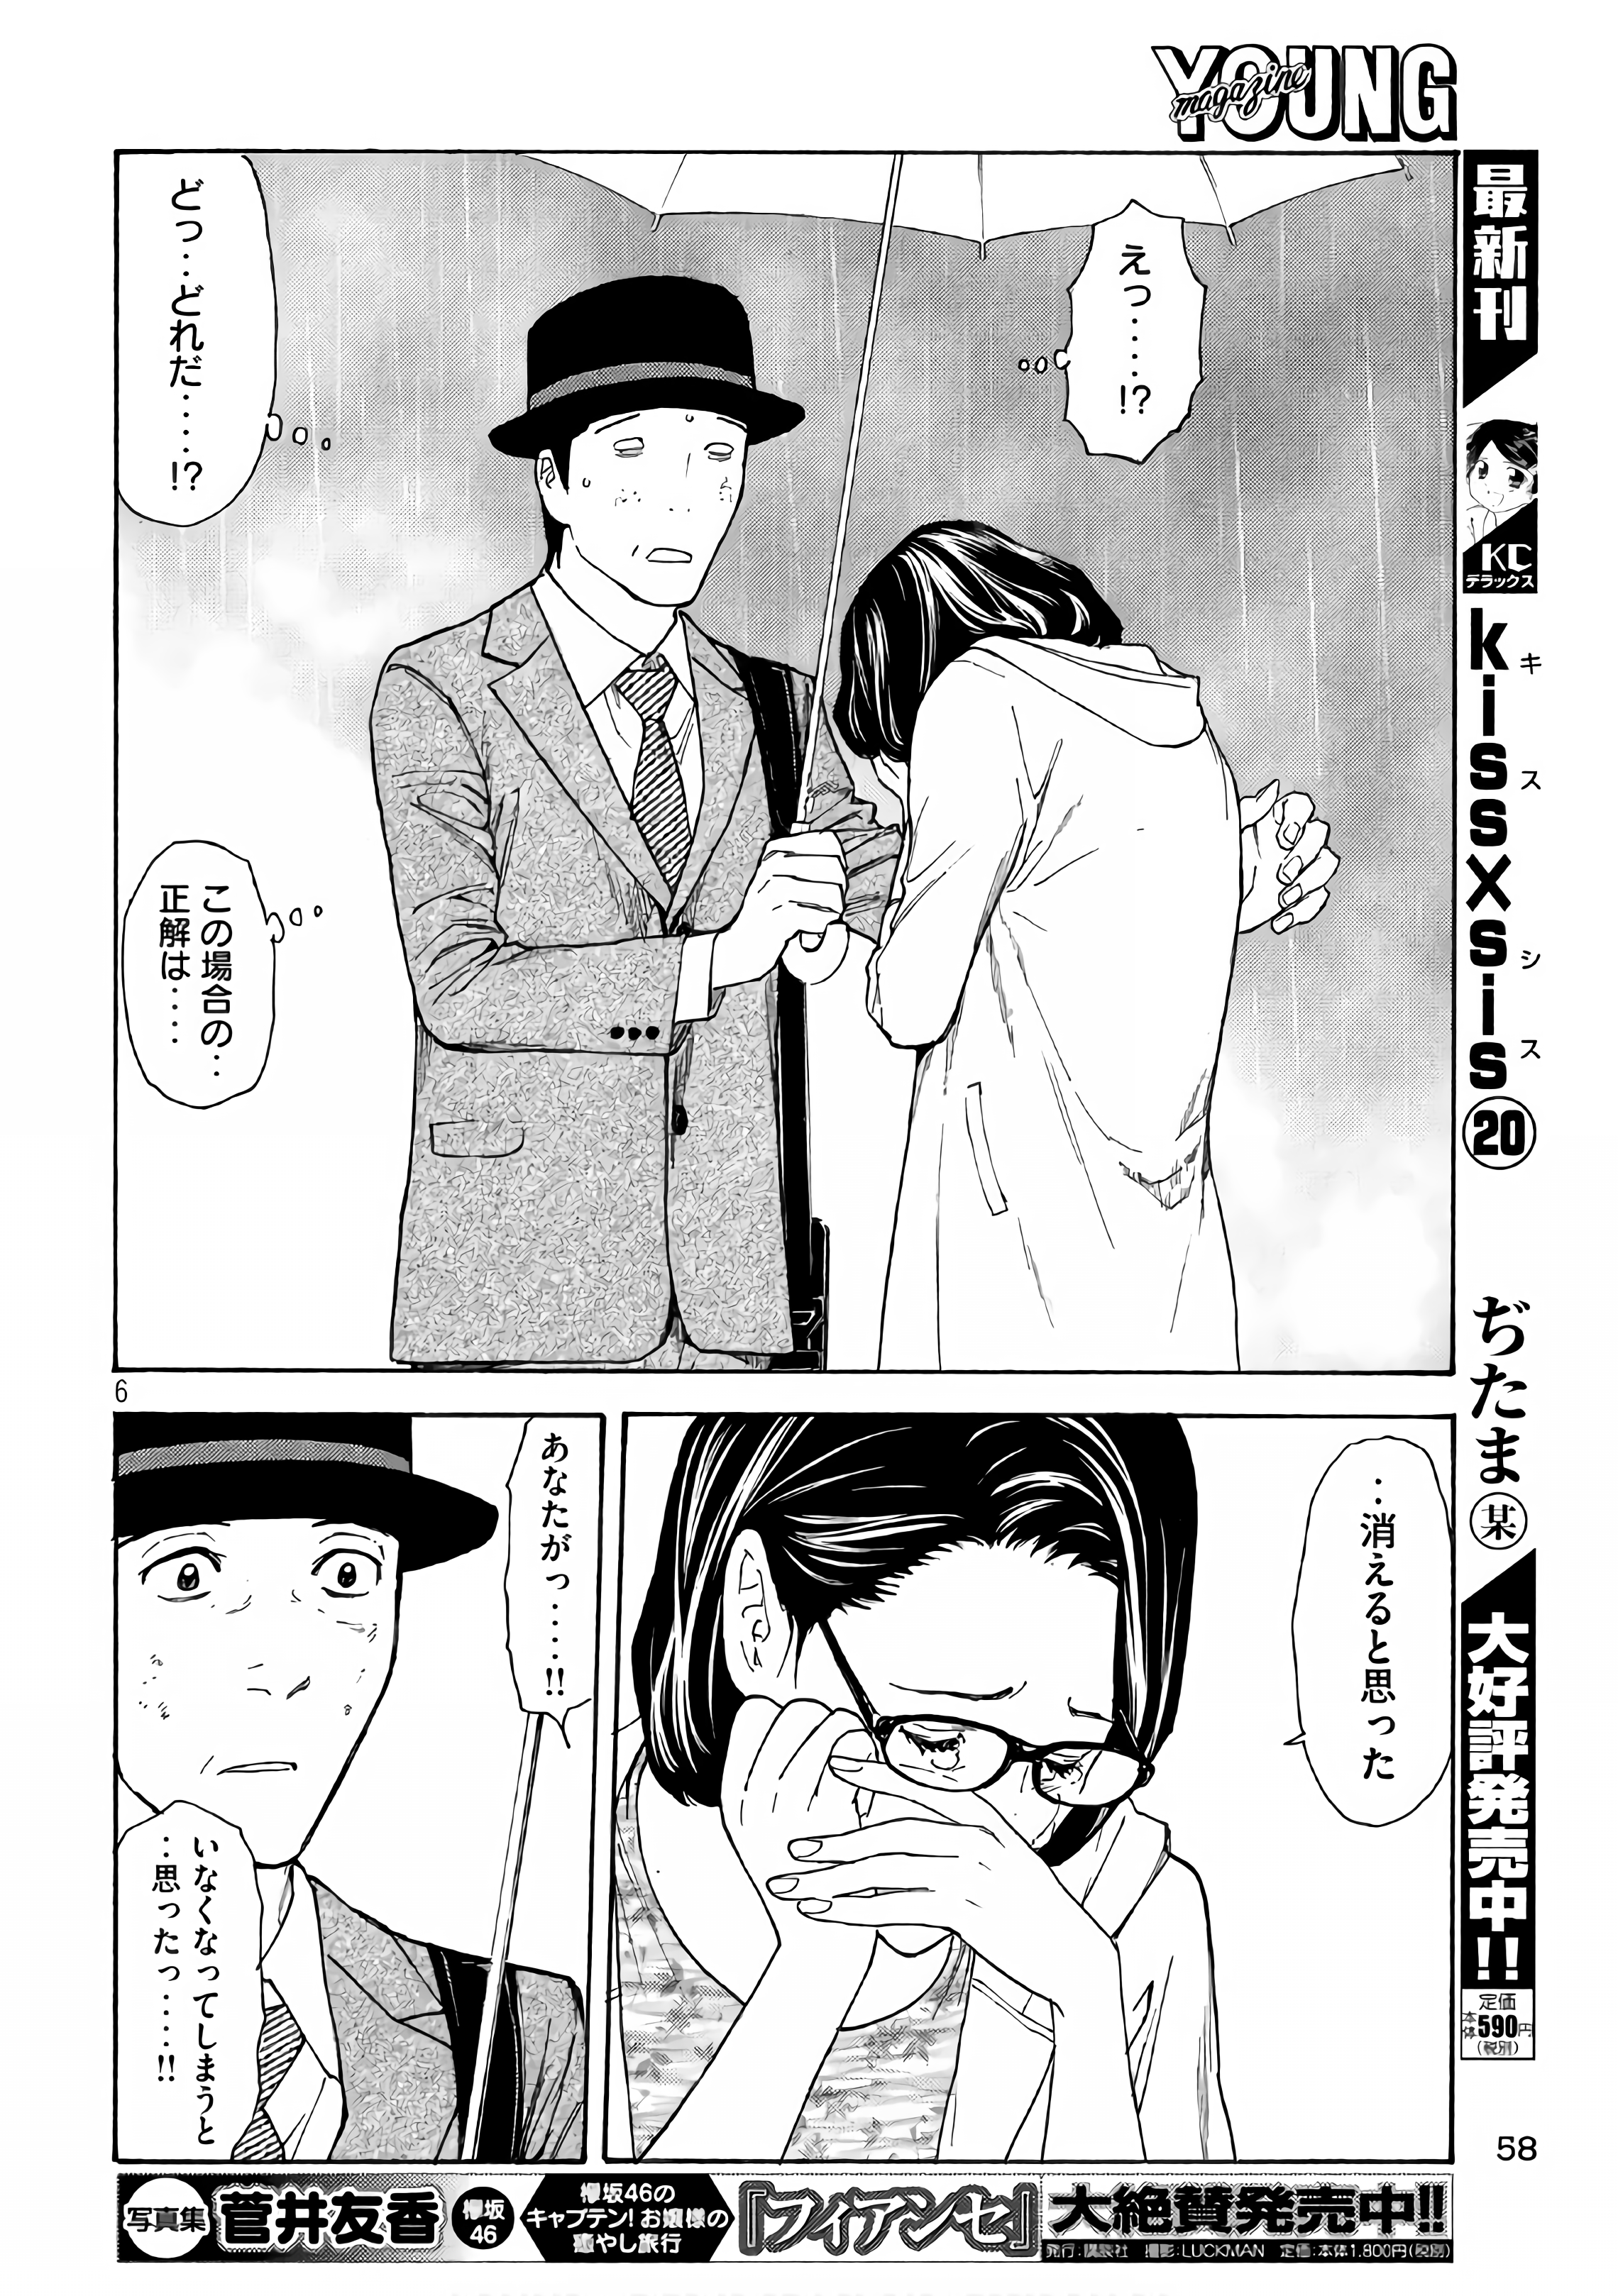 YOUNG
magazine
えっ‥‥‥!?
どっ‥‥どれだ‥‥‥!?
この場合の‥
正解は‥‥
‥消えると思った
あなたがっ‥‥‥!!
いなくなってしまうと
‥思ったっ‥‥!!
6
最新刊
KC
デラックス
kiss×sis⑳
キス シス
ぢたま㊙某
大好評発売中!!
定価
本体590円
(税別)
58
写真集
菅井友香
欅坂
46
欅坂46の
キャプテン!お嬢様の
癒やし旅行
『フィアンセ』
大絶賛発売中!!
発行:講談社 撮影:LUCKMAN 定価:本体1,800円(税別)